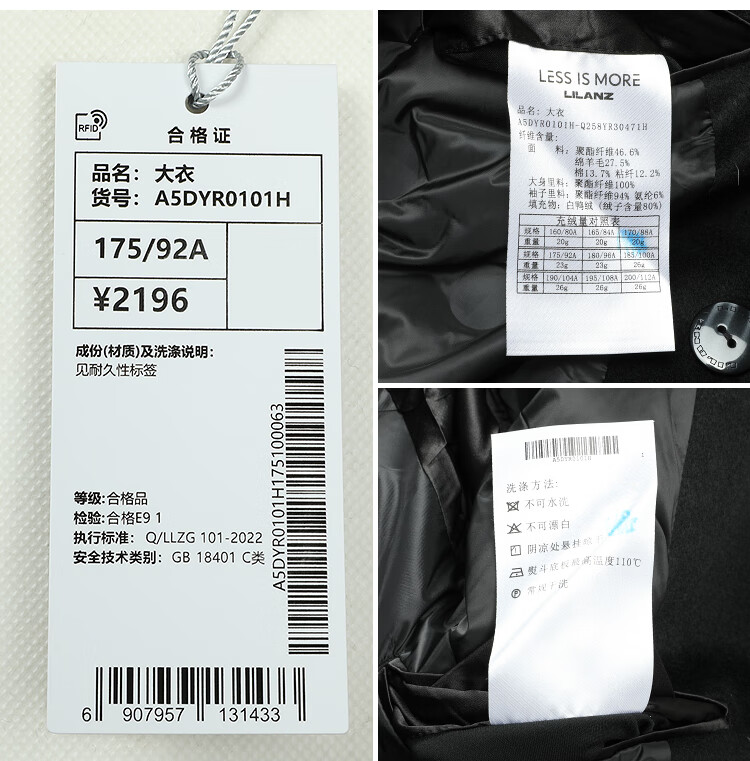 RFID
合格证
品名：大衣
货号：A5DYR0101H
175/92A
¥2196
成份(材质)及洗涤说明：
见耐久性标签
等级:合格品
检验:合格E9 1
执行标准： Q/LLZG 101-2022
安全技术类别： GB 18401 C类
A5DYR0101H175100063
6 907957 131433
LESS IS MORE
LILANZ
品名：大衣
A5DYR0101H-Q258YR30471H
纤维含量：
面 料：聚酯纤维46.6%
绵羊毛27.5%
棉13.7% 粘纤12.2%
大身里料：聚酯纤维100%
袖子里料：聚酯纤维94% 氨纶6%
填充物：白鸭绒（绒子含量80%）
充绒量对照表
规格 160/80A 165/84A 170/88A
重量 20g 20g 20g
规格 175/92A 180/96A 185/100A
重量 23g 23g 26g
规格 190/104A 195/108A 200/112A
重量 26g 26g 26g
A5DYR0101H
洗涤方法：
不可水洗
不可漂白
阴凉处悬挂
熨斗底板最高温度110℃
常规干洗